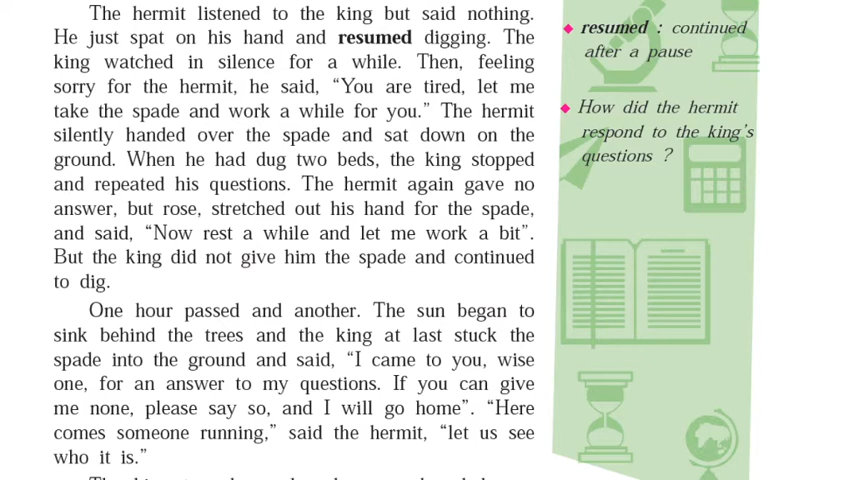 The hermit listened to the king but said nothing.
He just spat on his hand and resumed digging. The
king watched in silence for a while. Then, feeling
sorry for the hermit, he said, “You are tired, let me
take the spade and work a while for you.” The hermit
silently handed over the spade and sat down on the
ground. When he had dug two beds, the king stopped
and repeated his questions. The hermit again gave no
answer, but rose, stretched out his hand for the spade,
and said, “Now rest a while and let me work a bit”.
But the king did not give him the spade and continued
to dig.
One hour passed and another. The sun began to
sink behind the trees and the king at last stuck the
spade into the ground and said, “I came to you, wise
one, for an answer to my questions. If you can give
me none, please say so, and I will go home”. “Here
comes someone running,” said the hermit, “let us see
who it is.”
resumed : continued
after a pause
How did the hermit
respond to the king’s
questions ?